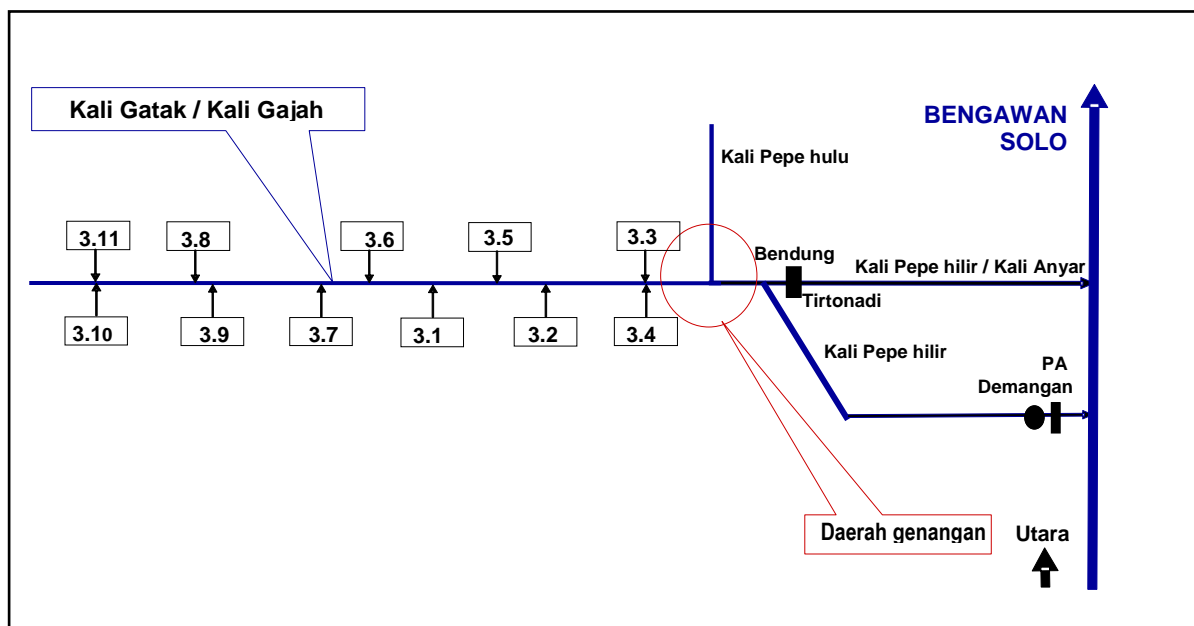 Kali Gatak / Kali Gajah
BENGAWAN
SOLO
Kali Pepe hulu
3.11
3.8
3.6
3.5
3.3
Bendung
Kali Pepe hilir / Kali Anyar
Tirtonadi
3.10
3.9
3.7
3.1
3.2
3.4
Kali Pepe hilir
PA
Demangan
Daerah genangan
Utara